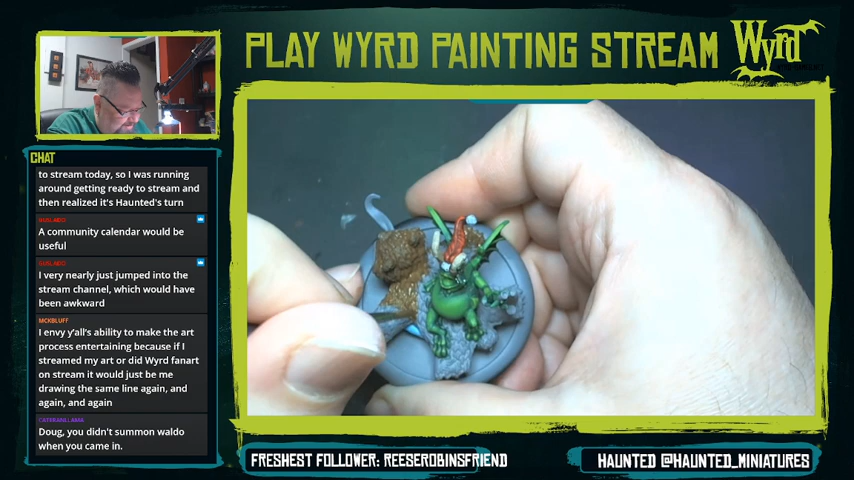 PLAY WYRD PAINTING STREAM
Wyrd
CHAT
to stream today, so I was running
around getting ready to stream and
then realized it's Haunted's turn
A community calendar would be
useful
I very nearly just jumped into the
stream channel, which would have
been awkward
MCKBLUFF
I envy y'all's ability to make the art
process entertaining because if I
streamed my art or did Wyrd fanart
on stream it would just be me
drawing the same line again, and
again, and again
Doug, you didn't summon waldo
when you came in.
FRESHEST FOLLOWER: REESEROBINSFRIEND
HAUNTED @HAUNTED_MINIATURES